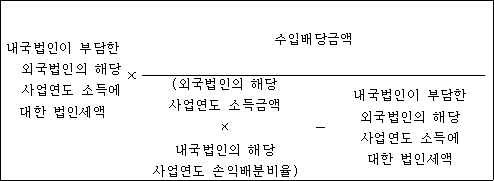 내국법인이 부담한
외국법인의 해당
사업연도 소득에
대한 법인세액
×
수입배당금액
(외국법인의 해당
사업연도 소득금액
×
내국법인의 해당
사업연도 손익배분비율)
－
내국법인이 부담한
외국법인의 해당
사업연도 소득에
대한 법인세액